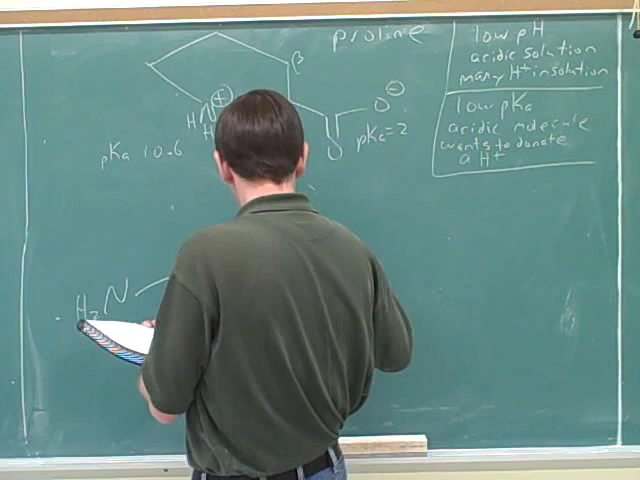 proline
low pH
acidic solution
many H+ in solution
low pKa
acidic molecule
wants to donate
a H+
β
⊕
N
H
H
O
⊖
O
pKa=2
pKa 10.6
H2N